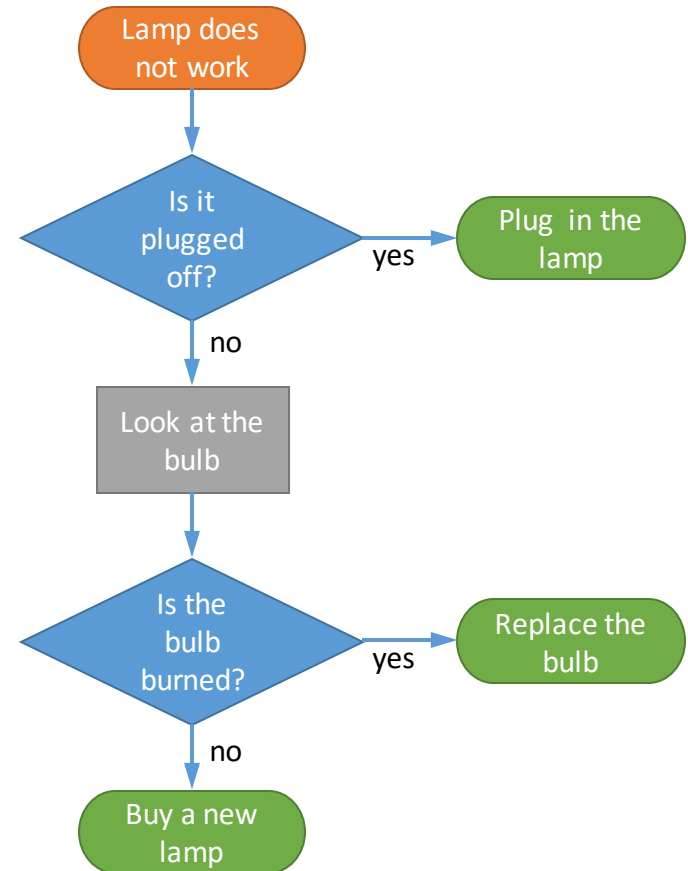 Lamp does
not work
Is it
plugged
off?
yes
Plug in the
lamp
no
Look at the
bulb
Is the
bulb
burned?
yes
Replace the
bulb
no
Buy a new
lamp